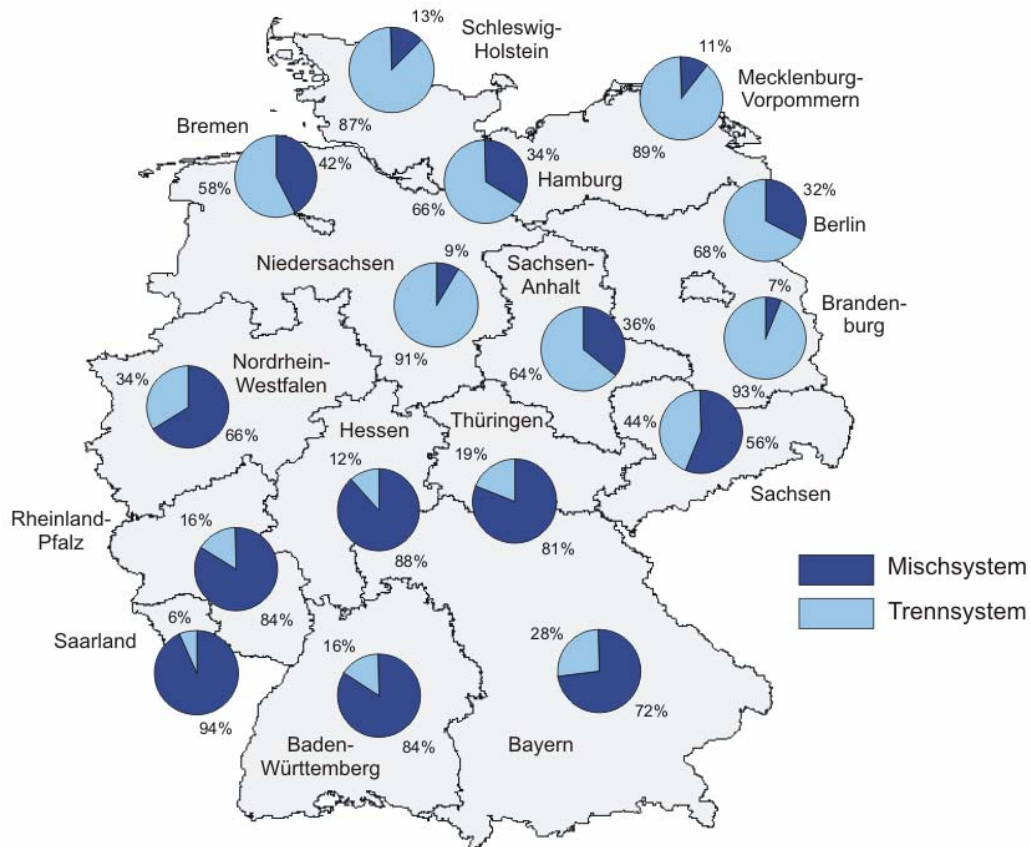 13%
Schleswig-
Holstein
87%
11%
Mecklenburg-
Vorpommern
89%
Bremen
42%
58%
34%
Hamburg
66%
32%
Berlin
68%
Niedersachsen
9%
91%
Sachsen-
Anhalt
36%
64%
7%
Branden-
burg
93%
Nordrhein-
Westfalen
34%
66%
Hessen
12%
88%
Thüringen
19%
81%
44%
56%
Sachsen
Rheinland-
Pfalz
16%
84%
Saarland
6%
94%
16%
84%
Baden-
Württemberg
28%
72%
Bayern
Mischsystem
Trennsystem